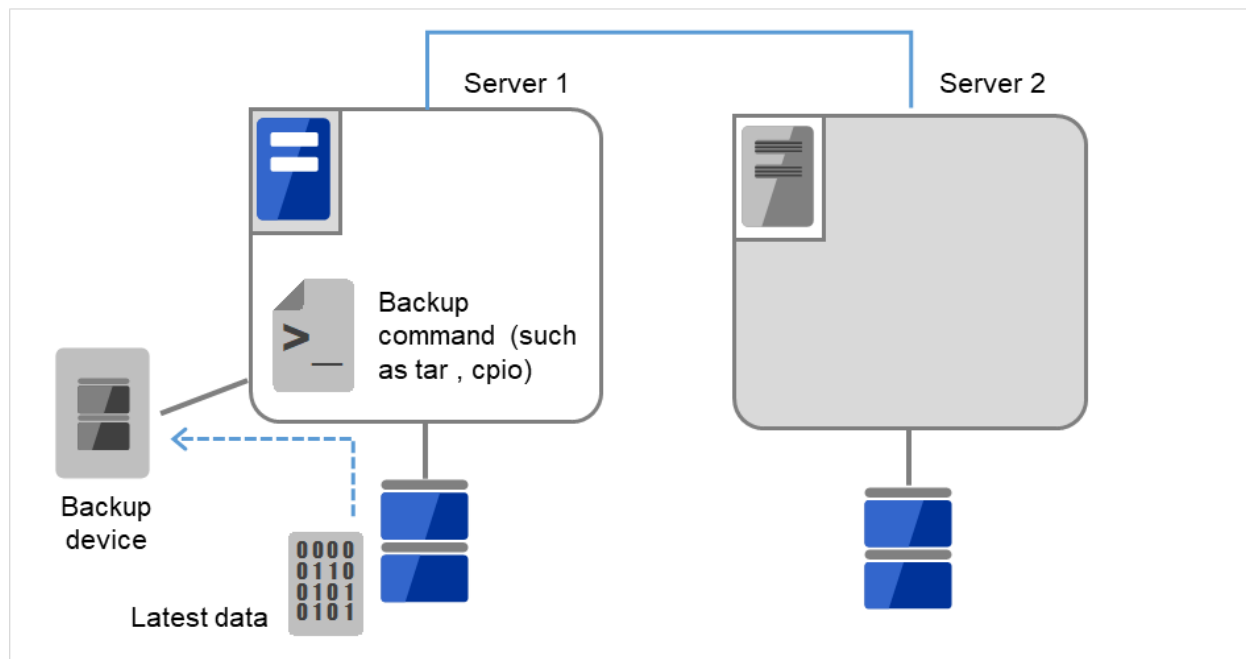 Server 1
Server 2
Backup
command (such
as tar , cpio)
>_
Backup
device
0000
0110
0101
0101
Latest data